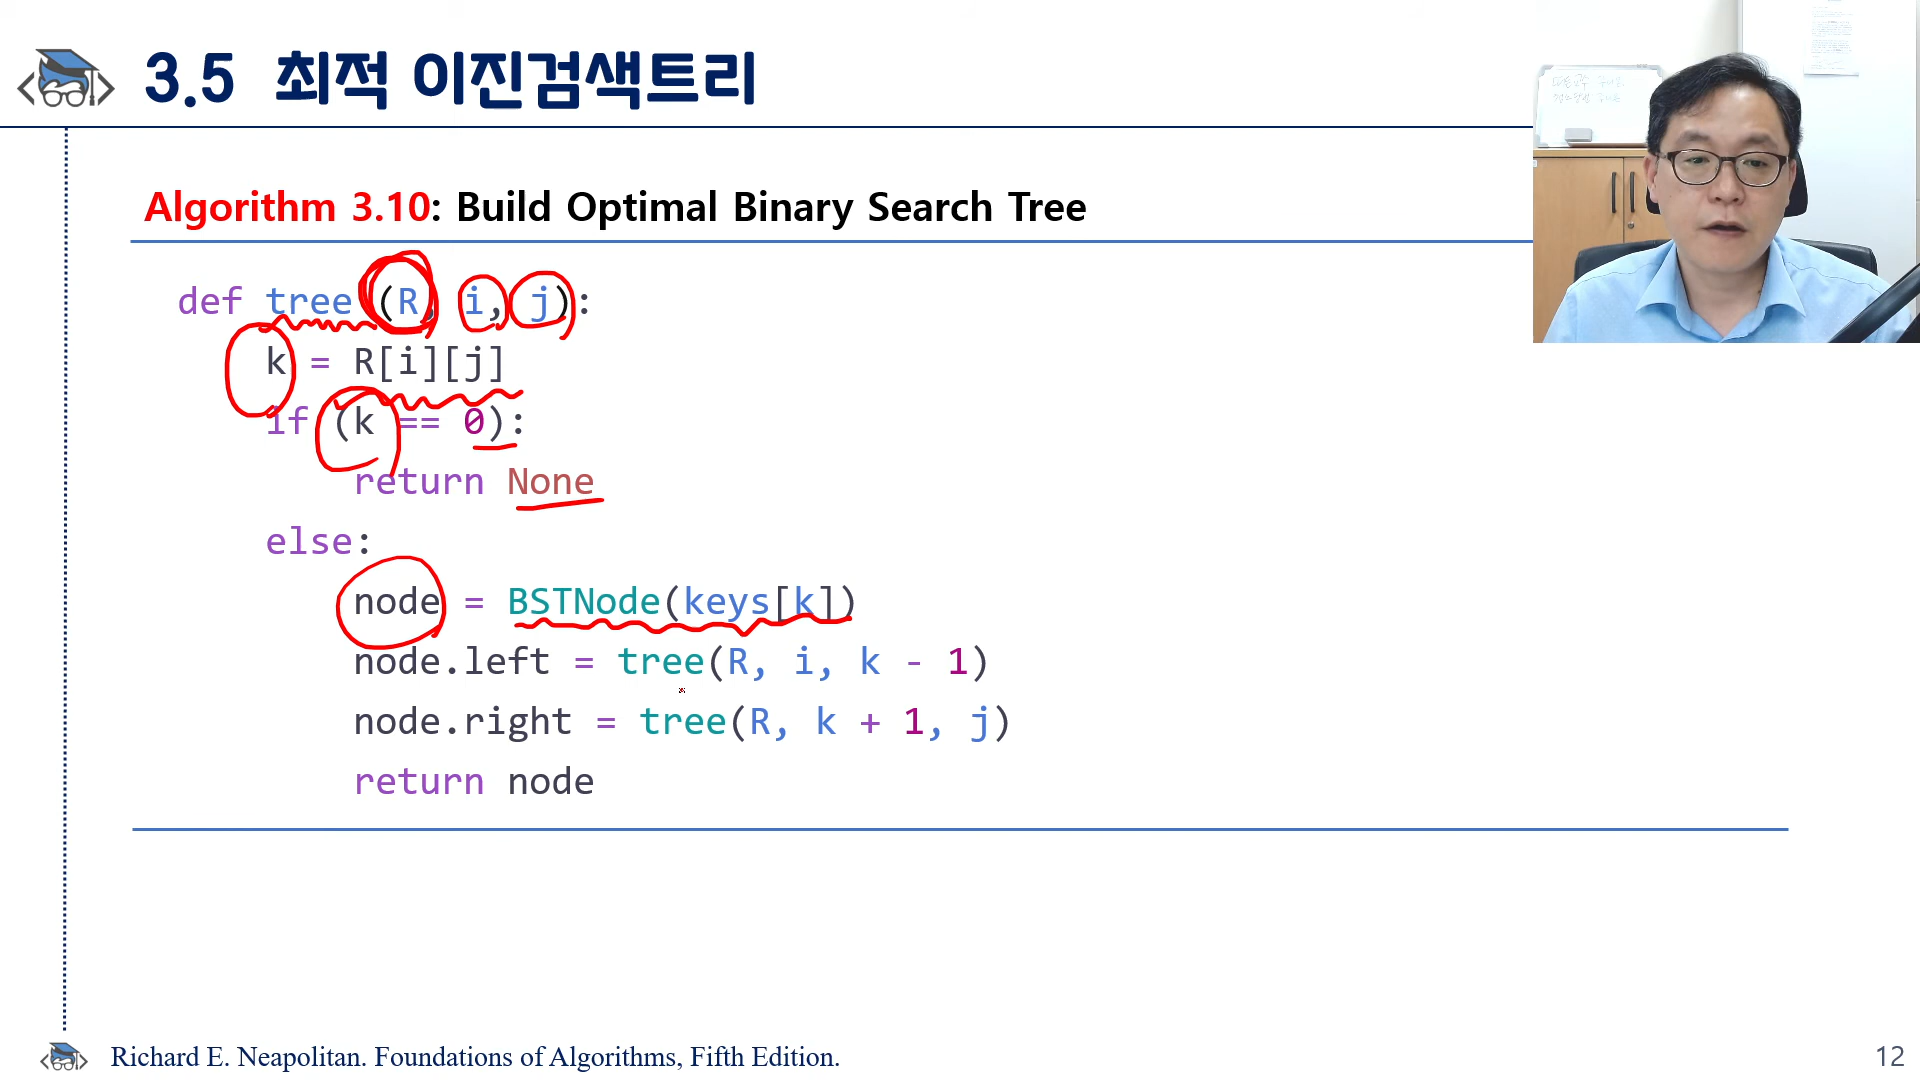 3.5 최적 이진검색트리
Algorithm 3.10: Build Optimal Binary Search Tree
def tree (R, i, j):
k = R[i][j]
if (k == 0):
return None
else:
node = BSTNode(keys[k])
node.left = tree(R, i, k - 1)
node.right = tree(R, k + 1, j)
return node
Richard E. Neapolitan. Foundations of Algorithms, Fifth Edition.
12